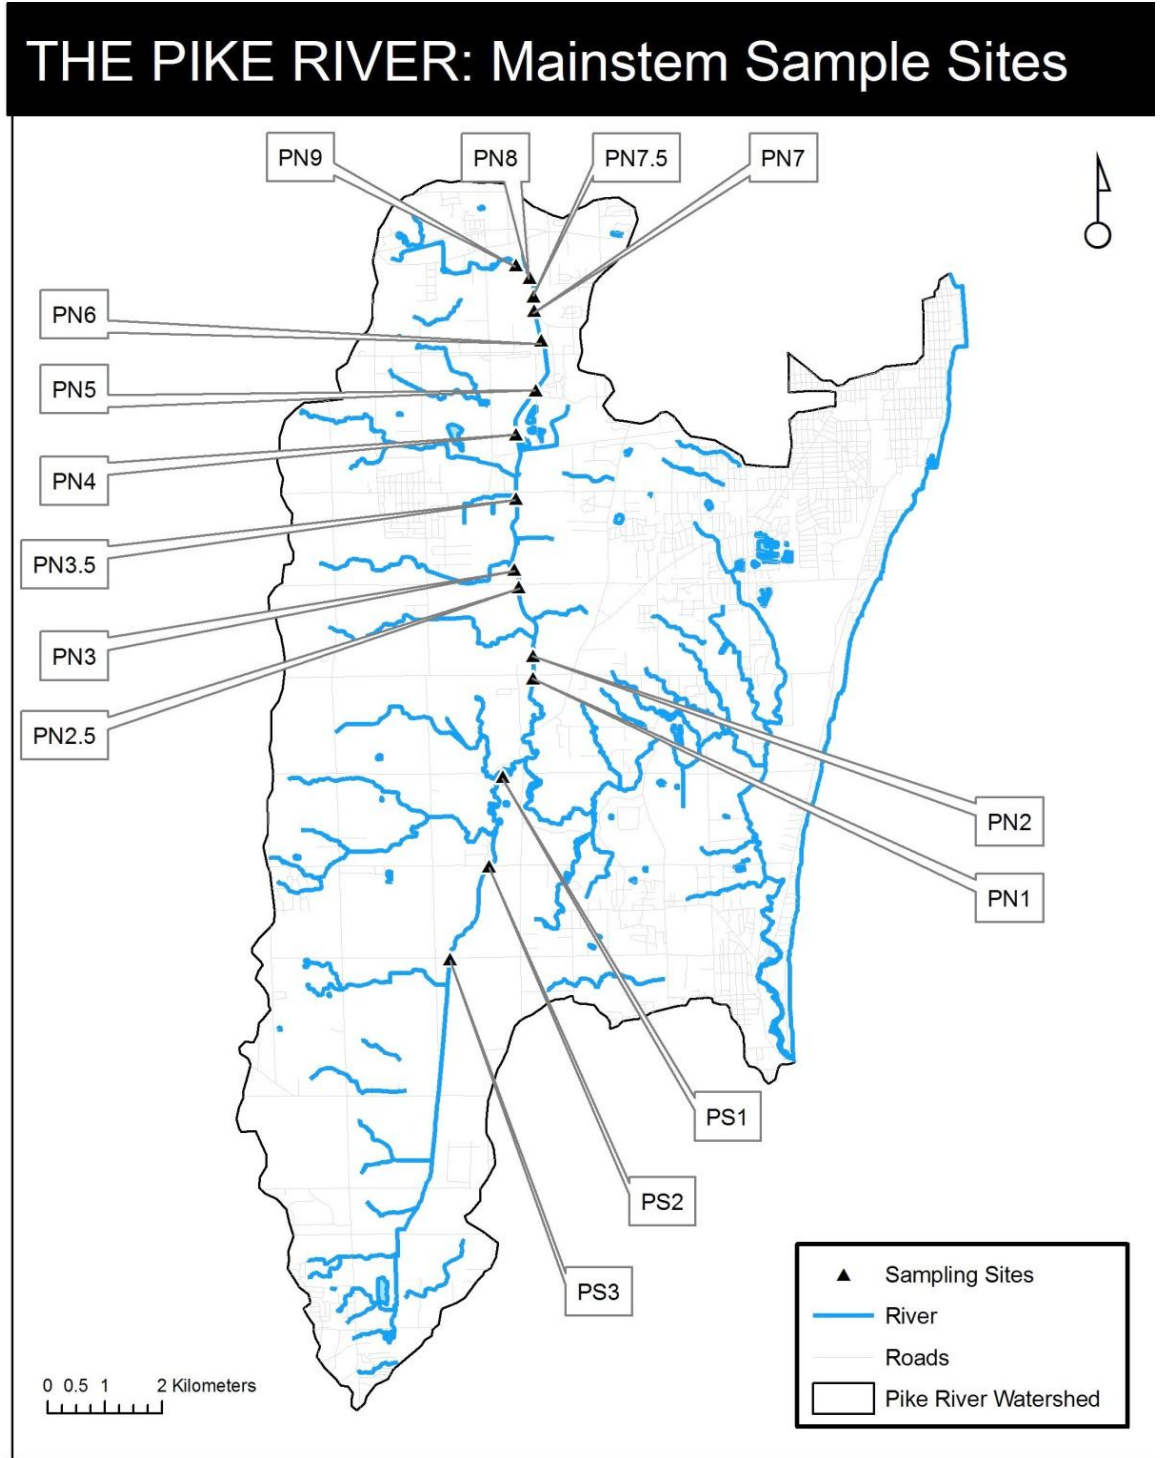 THE PIKE RIVER: Mainstem Sample Sites
PN9
PN8
PN7.5
PN7
PN6
PN5
PN4
PN3.5
PN3
PN2.5
PN2
PN1
PS1
PS2
PS3
Sampling Sites
River
Roads
Pike River Watershed
0 0.5 1 2 Kilometers